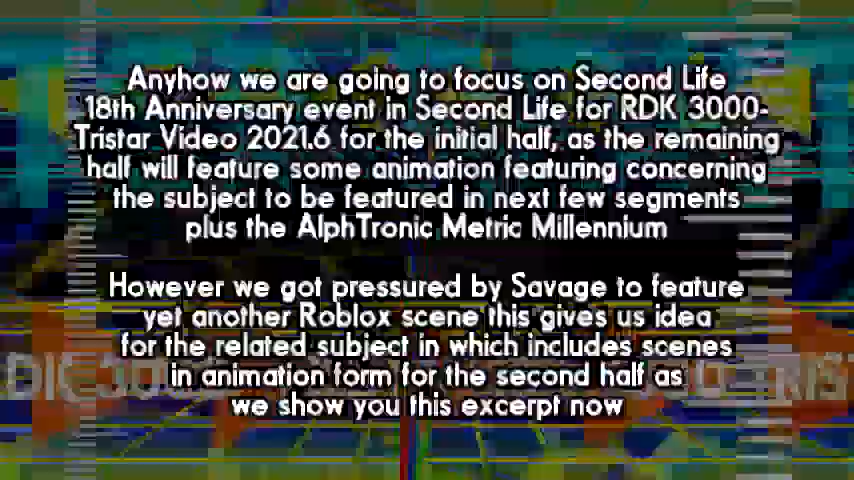 Anyhow we are going to focus on Second Life
18th Anniversary event in Second Life for RDK 3000-
Tristar Video 2021.6 for the initial half, as the remaining
half will feature some animation featuring concerning
the subject to be featured in next few segments
plus the AlphTronic Metric Millennium
However we got pressured by Savage to feature
yet another Roblox scene this gives us idea
for the related subject in which includes scenes
in animation form for the second half as
we show you this excerpt now